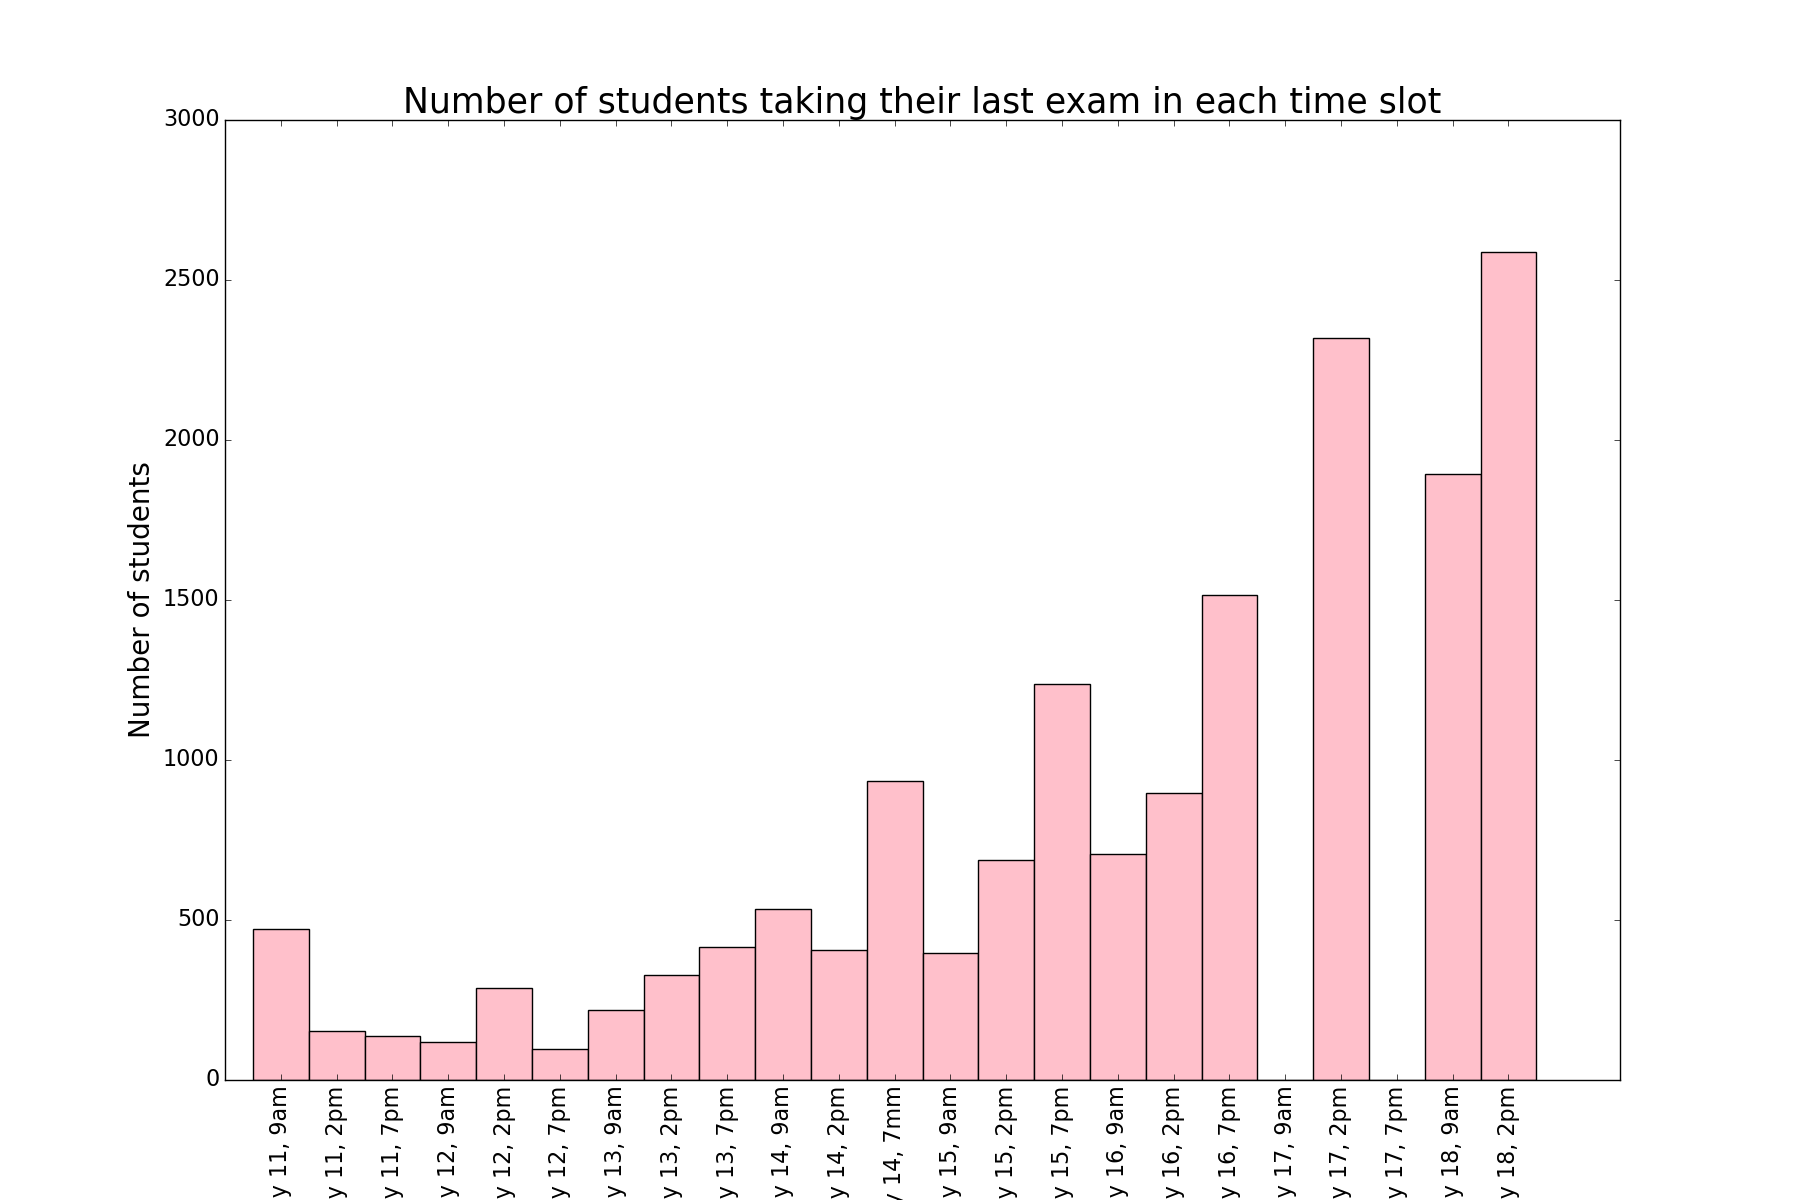 Number of students taking their last exam in each time slot
Number of students
3000
2500
2000
1500
1000
500
0
y 11, 9am
y 11, 2pm
y 11, 7pm
y 12, 9am
y 12, 2pm
y 12, 7pm
y 13, 9am
y 13, 2pm
y 13, 7pm
y 14, 9am
y 14, 2pm
y 14, 7mm
y 15, 9am
y 15, 2pm
y 15, 7pm
y 16, 9am
y 16, 2pm
y 16, 7pm
y 17, 9am
y 17, 2pm
y 17, 7pm
y 18, 9am
y 18, 2pm